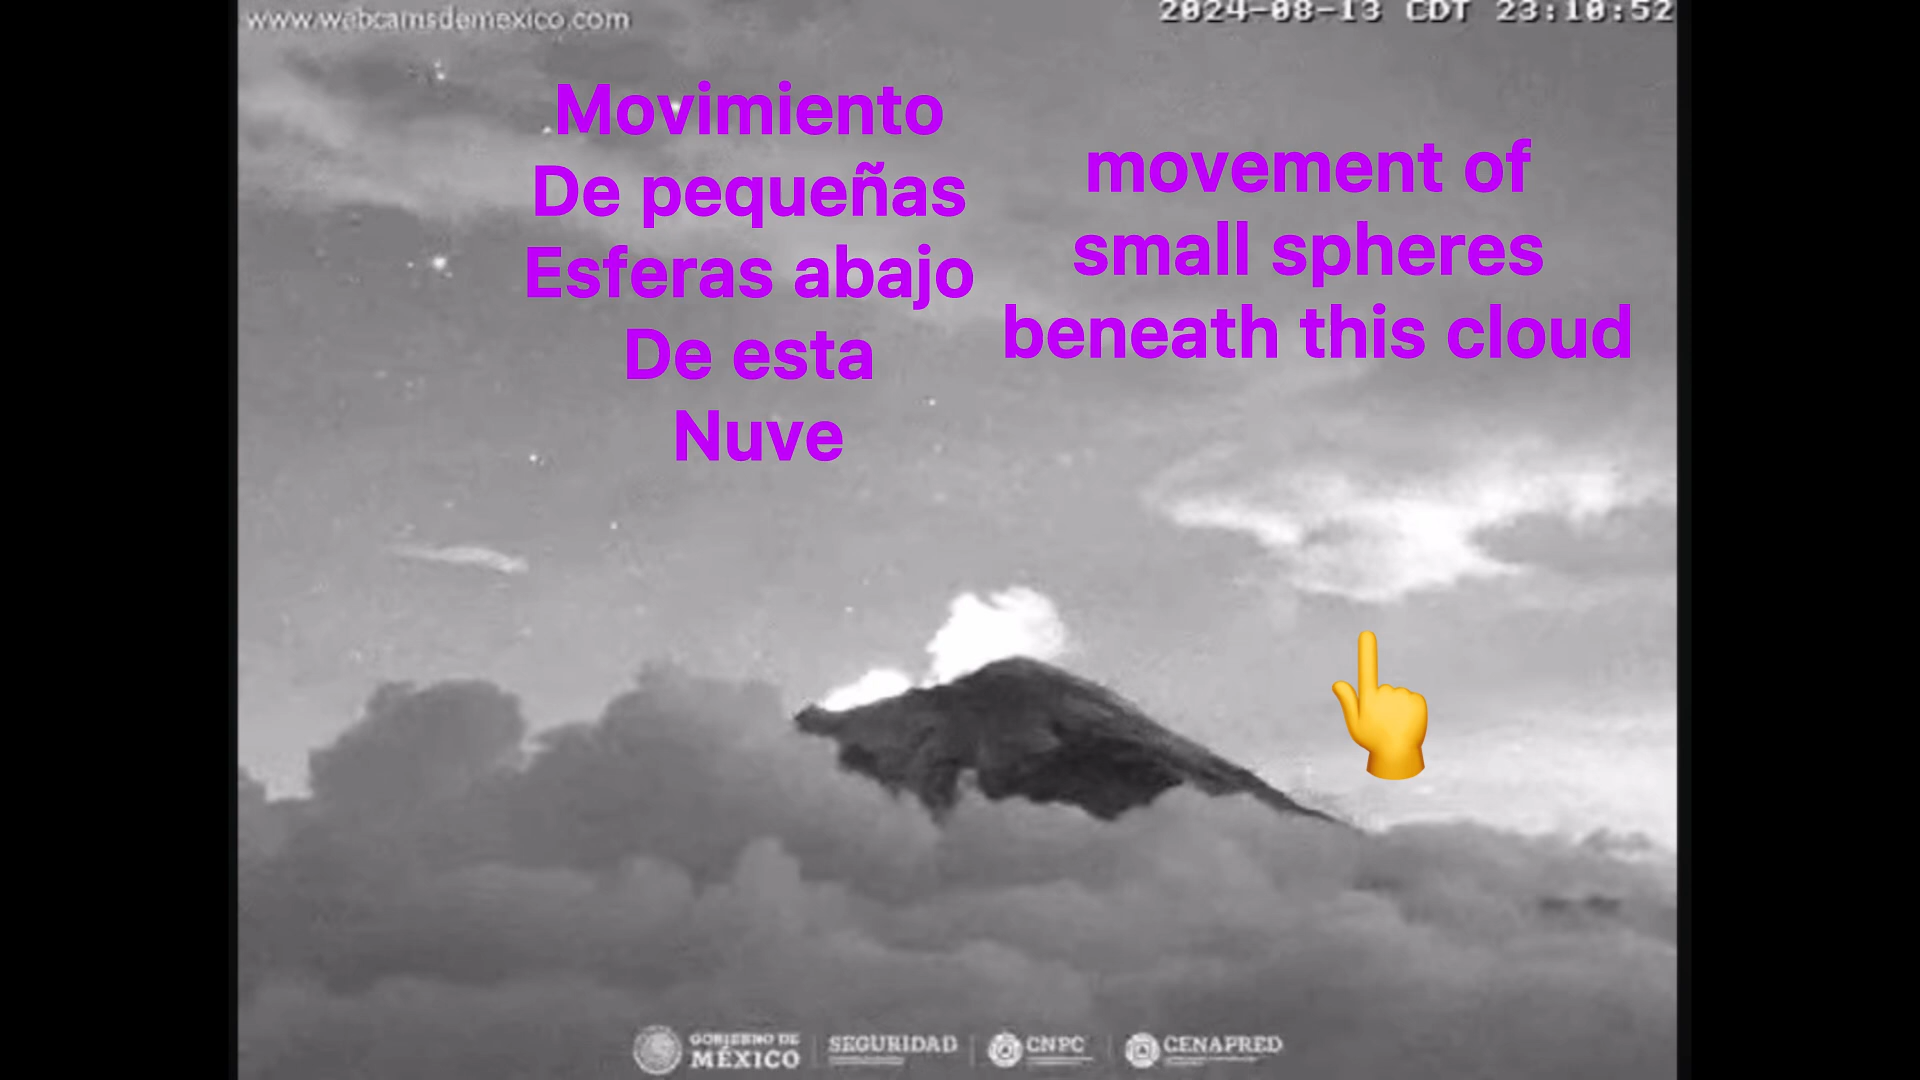 www.webcamsdemexico.com
2024-08-13 CDT 23:10:52
Movimiento
De pequeñas
Esferas abajo
De esta
Nuve
movement of
small spheres
beneath this cloud
GOBIERNO DE
MÉXICO
SEGURIDAD
CNPC
CENAPRED